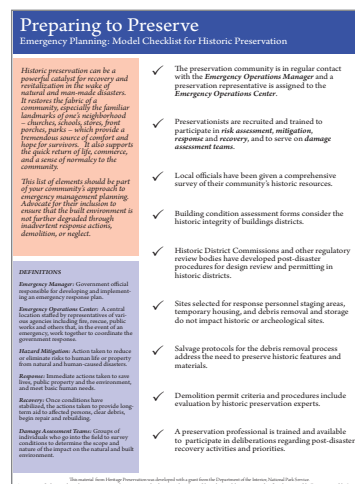 Preparing to Preserve
Emergency Planning: Model Checklist for Historic Preservation
Historic preservation can be a
powerful catalyst for recovery and
revitalization in the wake of
natural and man-made disasters.
It restores the fabric of a
community, especially the familiar
landmarks of one's neighborhood
– churches, schools, stores, front
porches, parks – which provide a
tremendous source of comfort and
hope for survivors. It also supports
the quick return of life, commerce,
and a sense of normalcy to the
community.
This list of elements should be part
of your community's approach to
emergency management planning.
Advocate for their inclusion to
ensure that the built environment is
not further degraded through
inadvertent response actions,
demolition, or neglect.
DEFINITIONS
Emergency Manager: Government official
responsible for developing and implement-
ing an emergency response plan.
Emergency Operations Center: A central
location staffed by representatives of vari-
ous agencies including fire, rescue, public
works and others that, in the event of an
emergency, work together to coordinate the
government response.
Hazard Mitigation: Action taken to reduce
or eliminate risks to human life or property
from natural and human-caused disasters.
Response: Immediate actions taken to save
lives, public property and the environment,
and meet basic human needs.
Recovery: Once conditions have
stabilized, the actions taken to provide long-
term aid to affected persons, clear debris,
begin repair and rebuilding.
Damage Assessment Teams: Groups of
individuals who go into the field to survey
conditions to determine the scope and
nature of the impact on the natural and built
environment.
The preservation community is in regular contact
with the Emergency Operations Manager and a
preservation representative is assigned to the
Emergency Operations Center.
Preservationists are recruited and trained to
participate in risk assessment, mitigation,
response and recovery, and to serve on damage
assessment teams.
Local officials have been given a comprehensive
survey of their community's historic resources.
Building condition assessment forms consider the
historic integrity of buildings districts.
Historic District Commissions and other regulatory
review bodies have developed post-disaster
procedures for design review and permitting in
historic districts.
Sites selected for response personnel staging areas,
temporary housing, and debris removal and storage
do not impact historic or archeological sites.
Salvage protocols for the debris removal process
address the need to preserve historic features and
materials.
Demolition permit criteria and procedures include
evaluation by historic preservation experts.
A preservation professional is trained and available
to participate in deliberations regarding post-disaster
recovery activities and priorities.
This material from Heritage Preservation was developed with a grant from the Department of the Interior, National Park Service